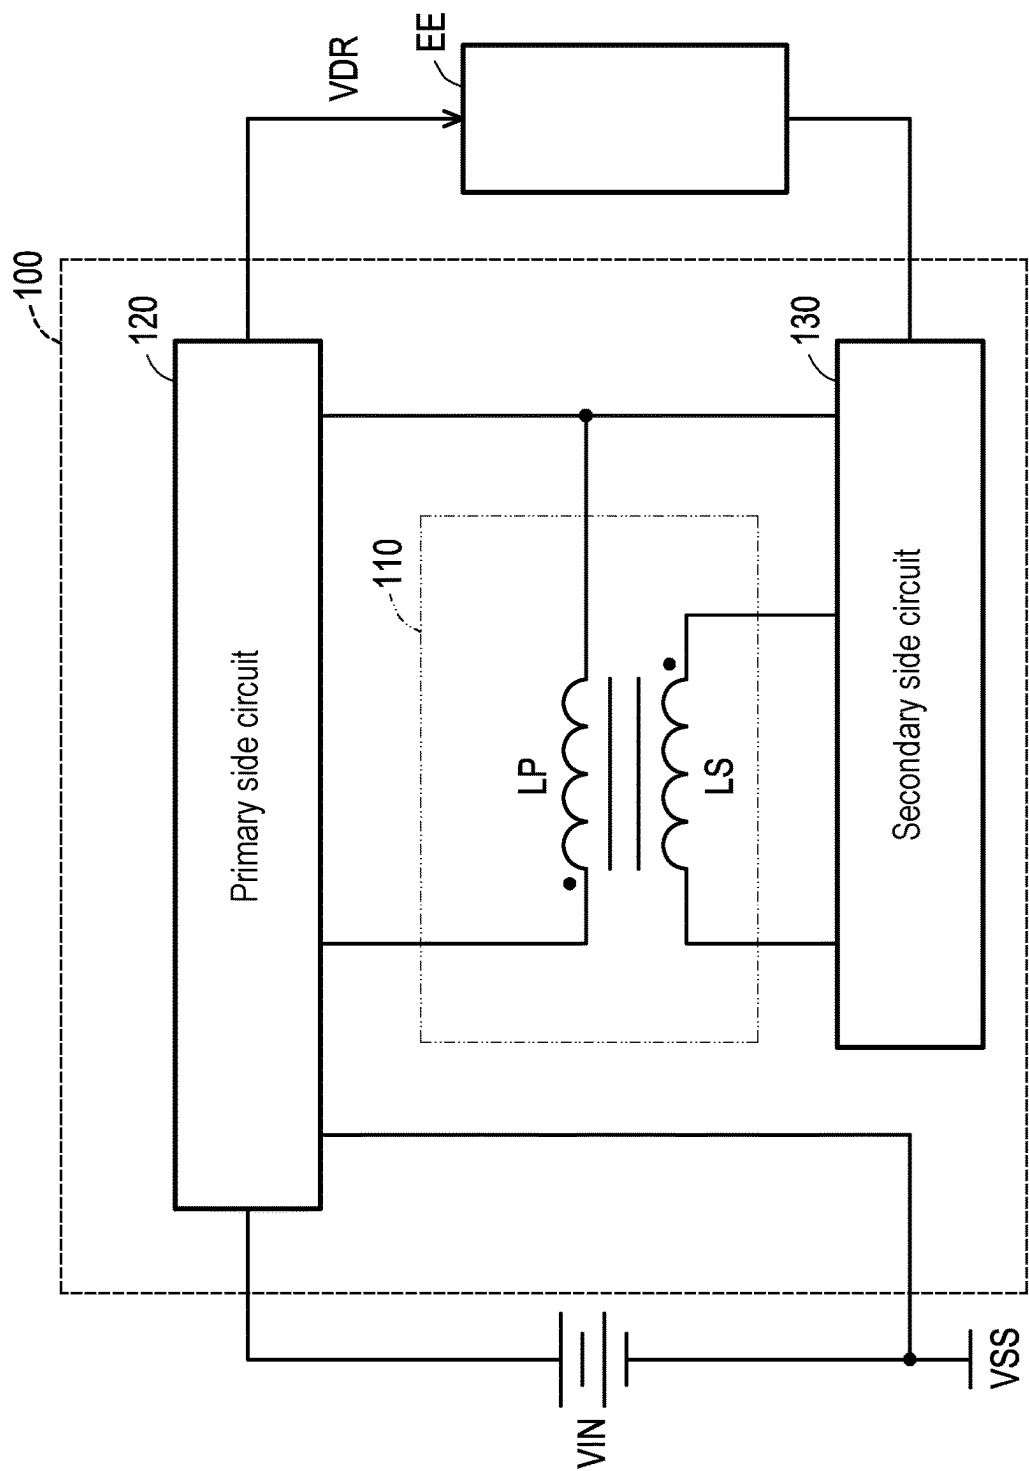 100
120
Primary side circuit
VDR
EE
110
LP
LS
VIN
130
Secondary side circuit
VSS